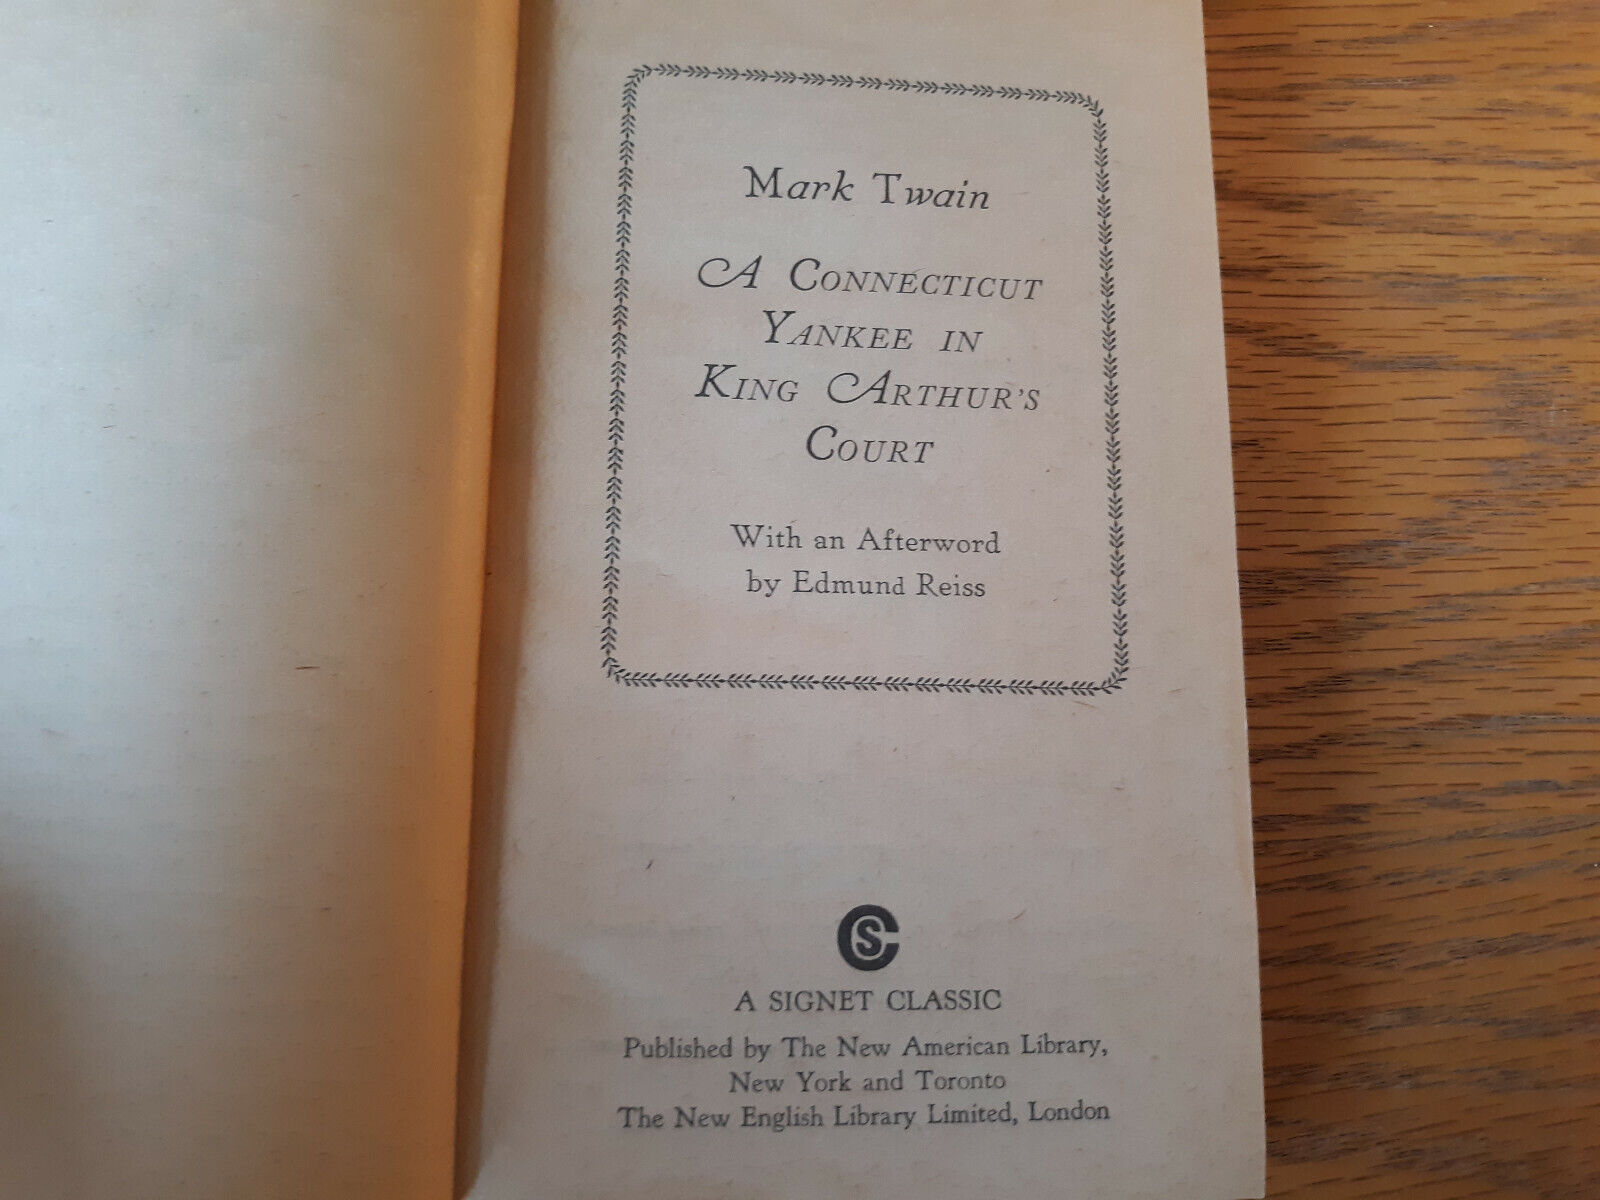 Mark Twain
A CONNECTICUT
YANKEE IN
KING ARTHUR'S
COURT
With an Afterword
by Edmund Reiss
CS
A SIGNET CLASSIC
Published by The New American Library,
New York and Toronto
The New English Library Limited, London